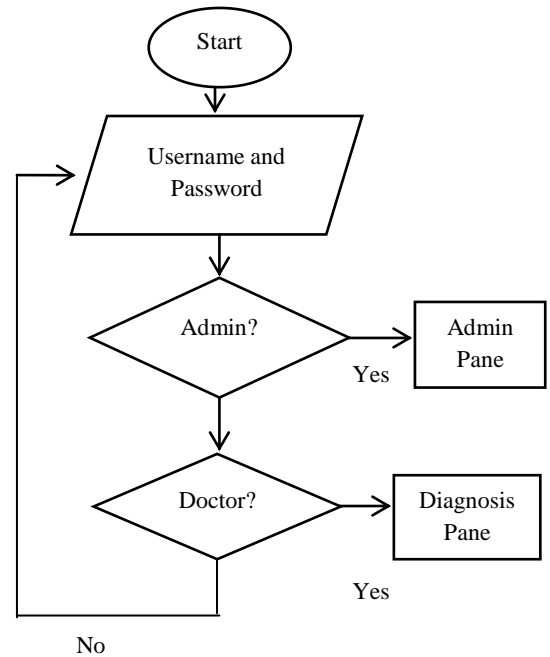 Start
Username and
Password
Admin?
Yes
Admin
Pane
Doctor?
Yes
Diagnosis
Pane
No